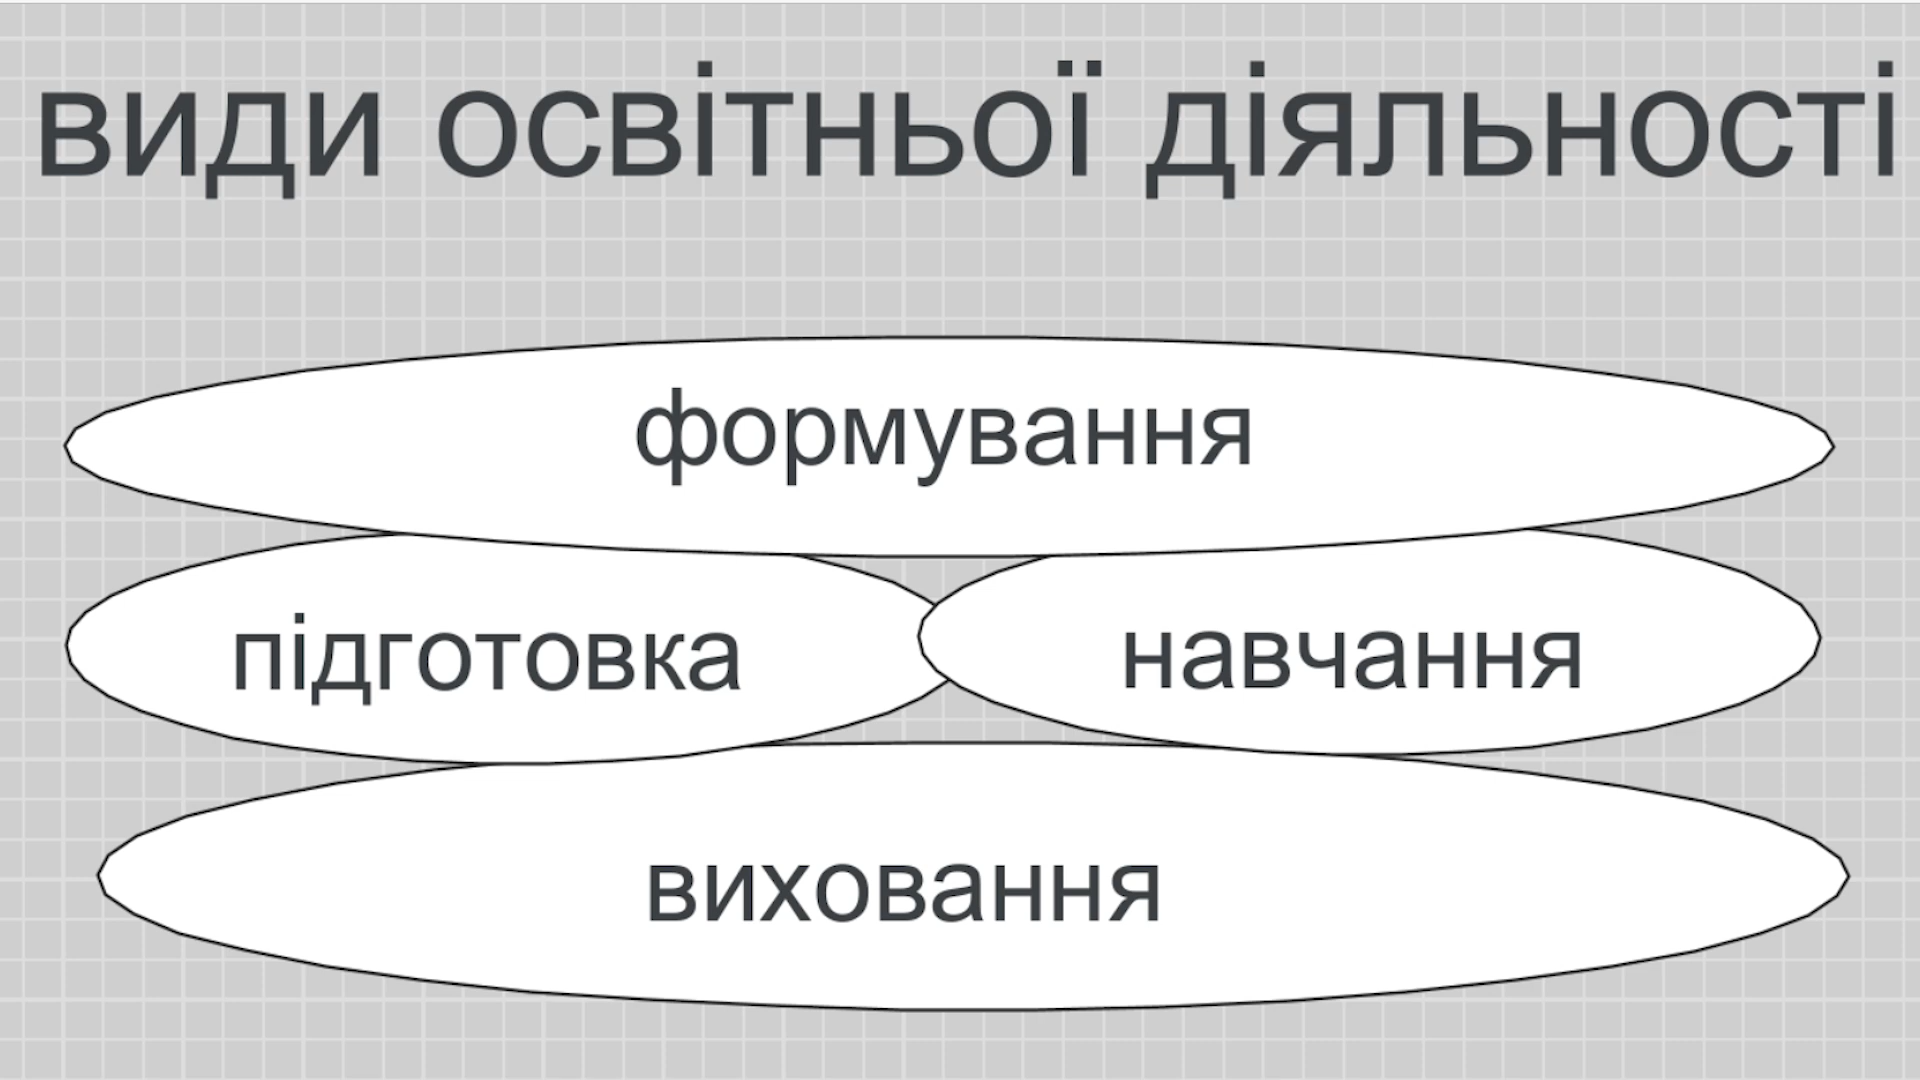 види освітньої діяльності
формування
підготовка
навчання
виховання